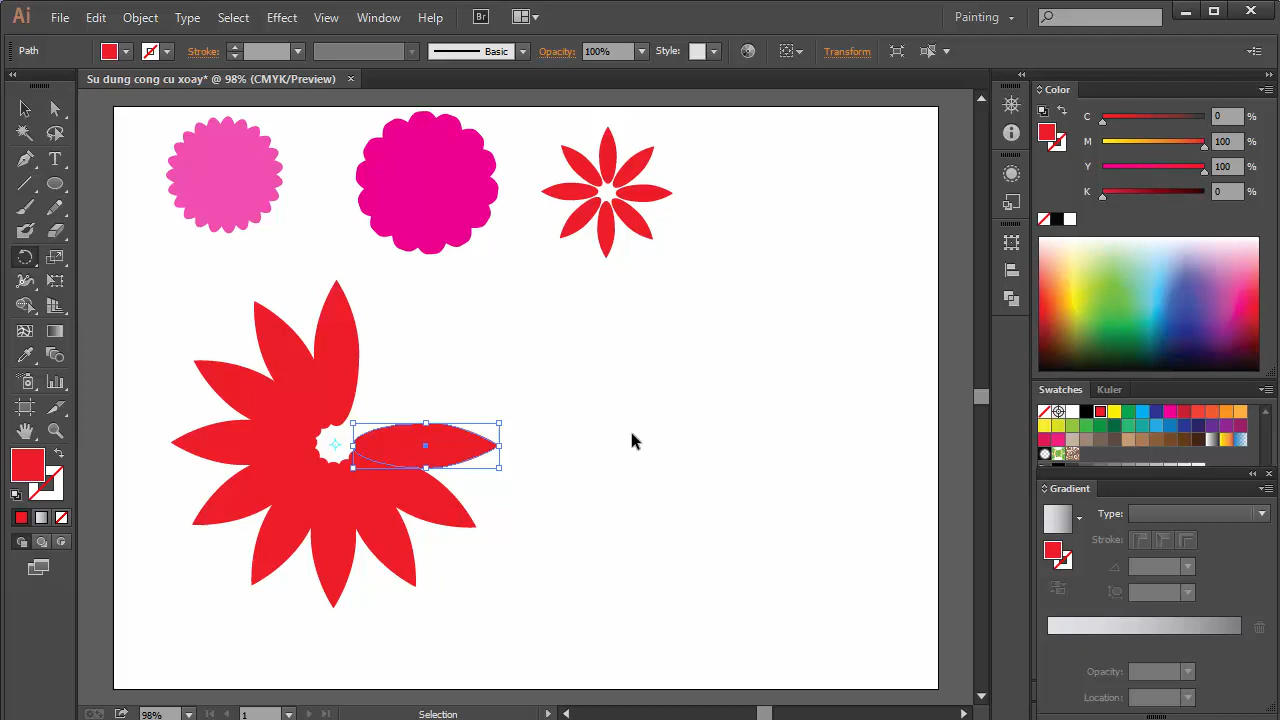 Ai File Edit Object Type Select Effect View Window Help Br Painting
Path Stroke: Basic Opacity: 100% Style: Transform
Su dung cong cu xoay* @ 98% (CMYK/Preview) ×
Color
C 0 %
M 100 %
Y 100 %
K 0 %
Swatches Kuler
Gradient
Type:
Stroke:
Opacity:
Location:
98% 1 Selection